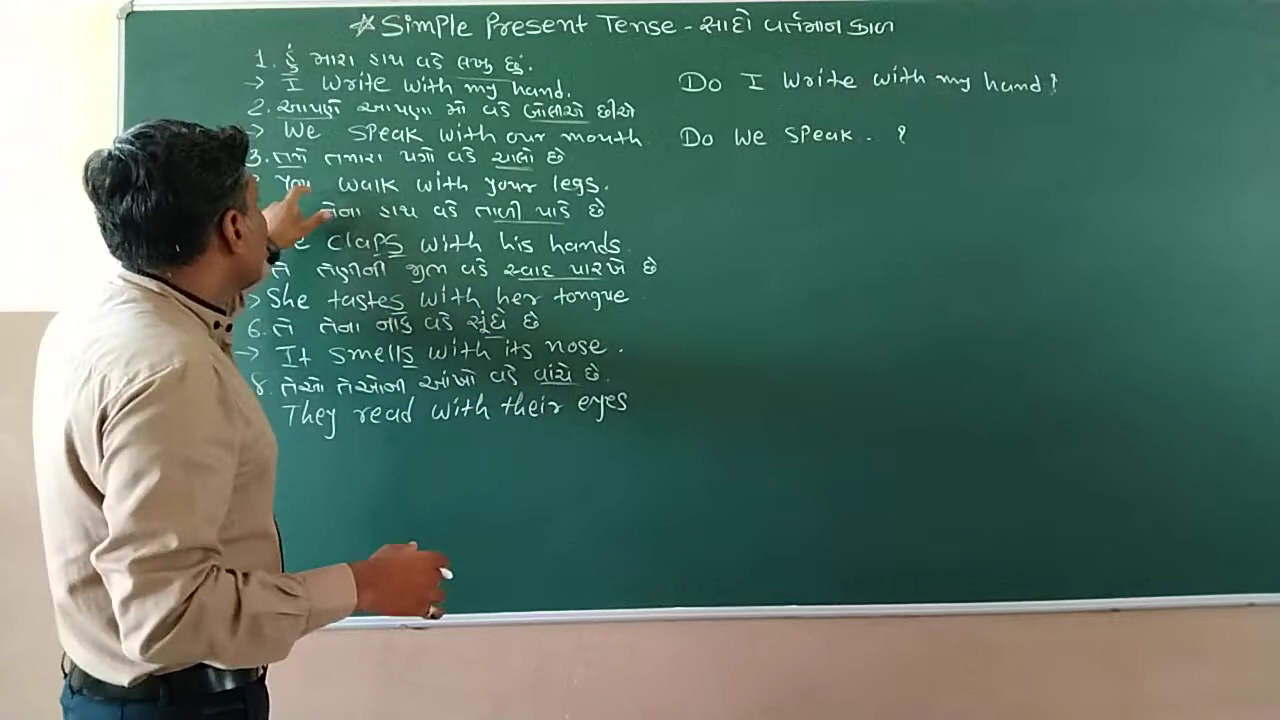 ☆ Simple Present Tense - સાદો વર્તમાન કાળ
1. હું મારા હાથ વડે લખુ છું.
→ I write with my hand. Do I write with my hand?
2. આપણે આપણા મોં વડે બોલીએ છીએ
→ We speak with our mouth Do we speak. ?
3. તમે તમારા પગો વડે ચાલો છે
You walk with your legs.
તેના હાથ વડે તાળી પાડે છે
claps with his hands.
તે તેણીની જીભ વડે સ્વાદ પારખે છે
> She tastes with her tongue
6. તે તેના નાક વડે સૂંઘે છે
→ It smells with its nose.
8. તેઓ તેઓની આંખો વડે વાંચે છે.
They read with their eyes